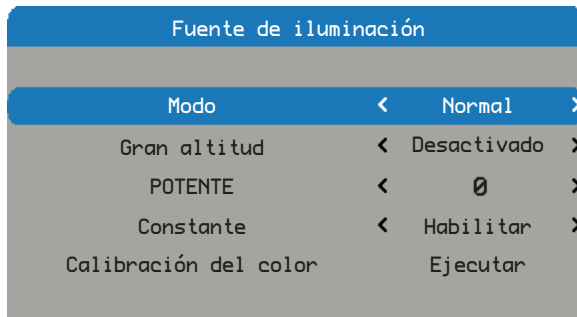 Fuente de iluminación
Modo < Normal >
Gran altitud < Desactivado >
POTENTE < 0 >
Constante < Habilitar >
Calibración del color Ejecutar